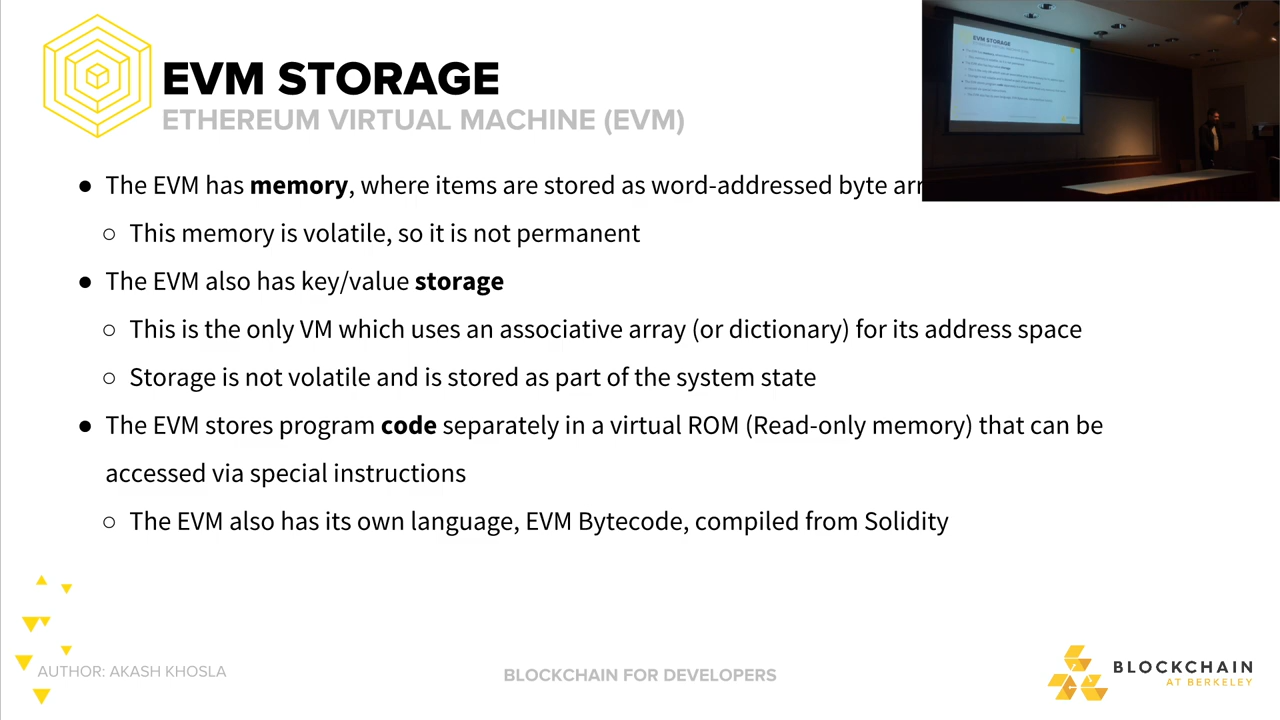 EVM STORAGE
ETHEREUM VIRTUAL MACHINE (EVM)
● The EVM has memory, where items are stored as word-addressed byte
○ This memory is volatile, so it is not permanent
● The EVM also has key/value storage
○ This is the only VM which uses an associative array (or dictionary) for its address space
○ Storage is not volatile and is stored as part of the system state
● The EVM stores program code separately in a virtual ROM (Read-only memory) that can be
accessed via special instructions
○ The EVM also has its own language, EVM Bytecode, compiled from Solidity
AUTHOR: AKASH KHOSLA
BLOCKCHAIN FOR DEVELOPERS
BLOCKCHAIN
AT BERKELEY
EVM STORAGE